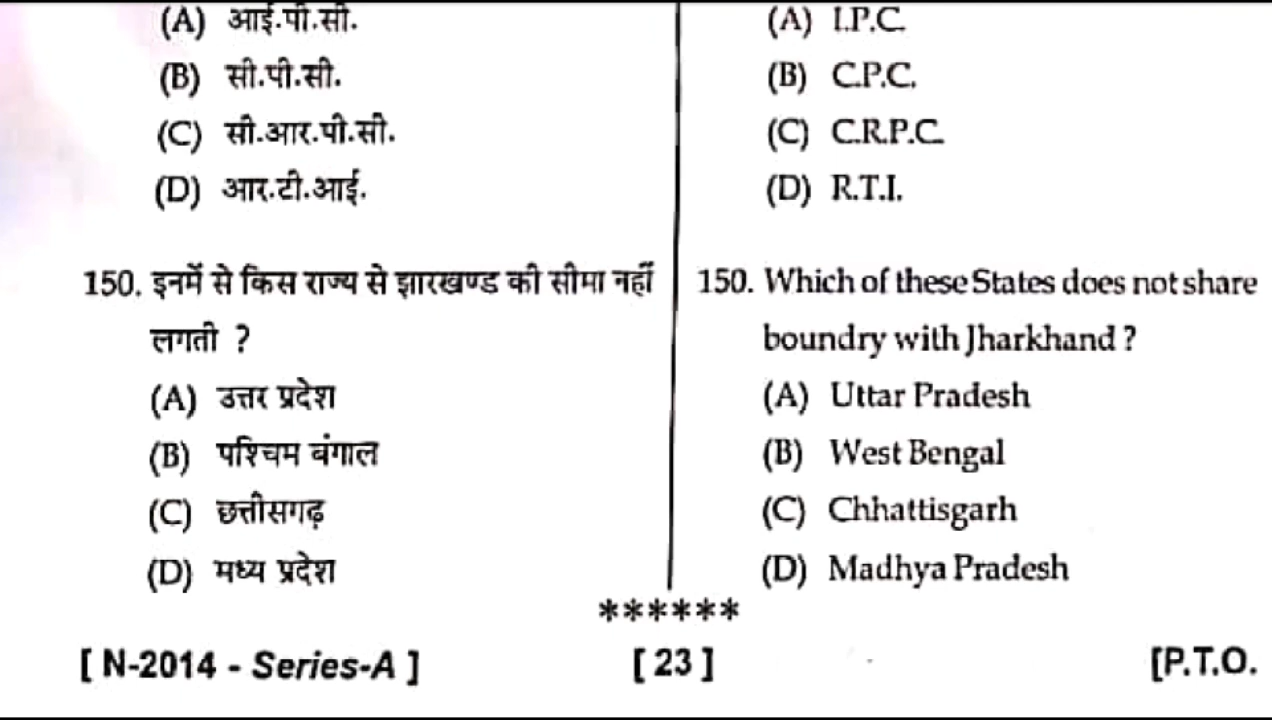 (A) आई.पी.सी.
(B) सी.पी.सी.
(C) सी.आर.पी.सी.
(D) आर.टी.आई.
150. इनमें से किस राज्य से झारखण्ड की सीमा नहीं
लगती ?
(A) उत्तर प्रदेश
(B) पश्चिम बंगाल
(C) छत्तीसगढ़
(D) मध्य प्रदेश
(A) I.P.C.
(B) C.P.C.
(C) C.R.P.C.
(D) R.T.I.
150. Which of these States does not share
boundry with Jharkhand ?
(A) Uttar Pradesh
(B) West Bengal
(C) Chhattisgarh
(D) Madhya Pradesh
******
[ N-2014 - Series-A ] [ 23 ] [P.T.O.